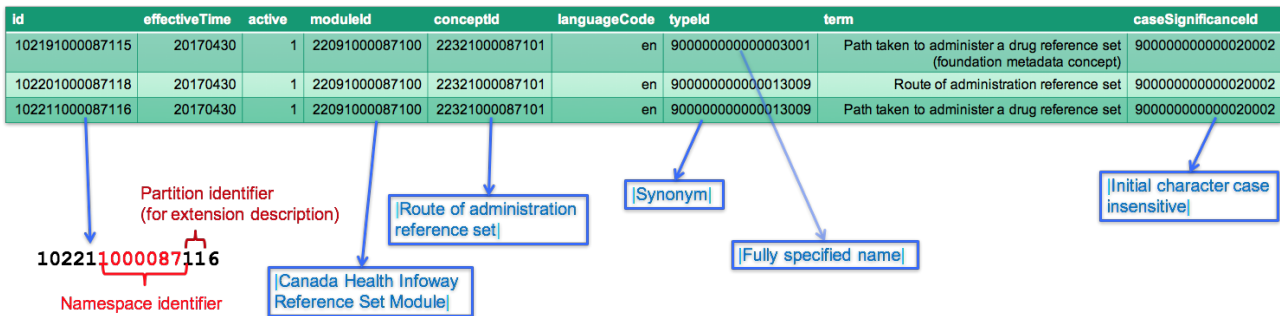 id effectiveTime active moduleId conceptId languageCode typeId term caseSignificanceId
102191000087115 20170430 1 22091000087100 22321000087101 en 900000000000003001 Path taken to administer a drug reference set 900000000000020002
(foundation metadata concept)
102201000087118 20170430 1 22091000087100 22321000087101 en 900000000000013009 Route of administration reference set 900000000000020002
102211000087116 20170430 1 22091000087100 22321000087101 en 900000000000013009 Path taken to administer a drug reference set 900000000000020002
Partition identifier
(for extension description)
102211000087116
Namespace identifier
|Canada Health Infoway
Reference Set Module|
|Route of administration
reference set|
|Synonym|
|Fully specified name|
|Initial character case
insensitive|